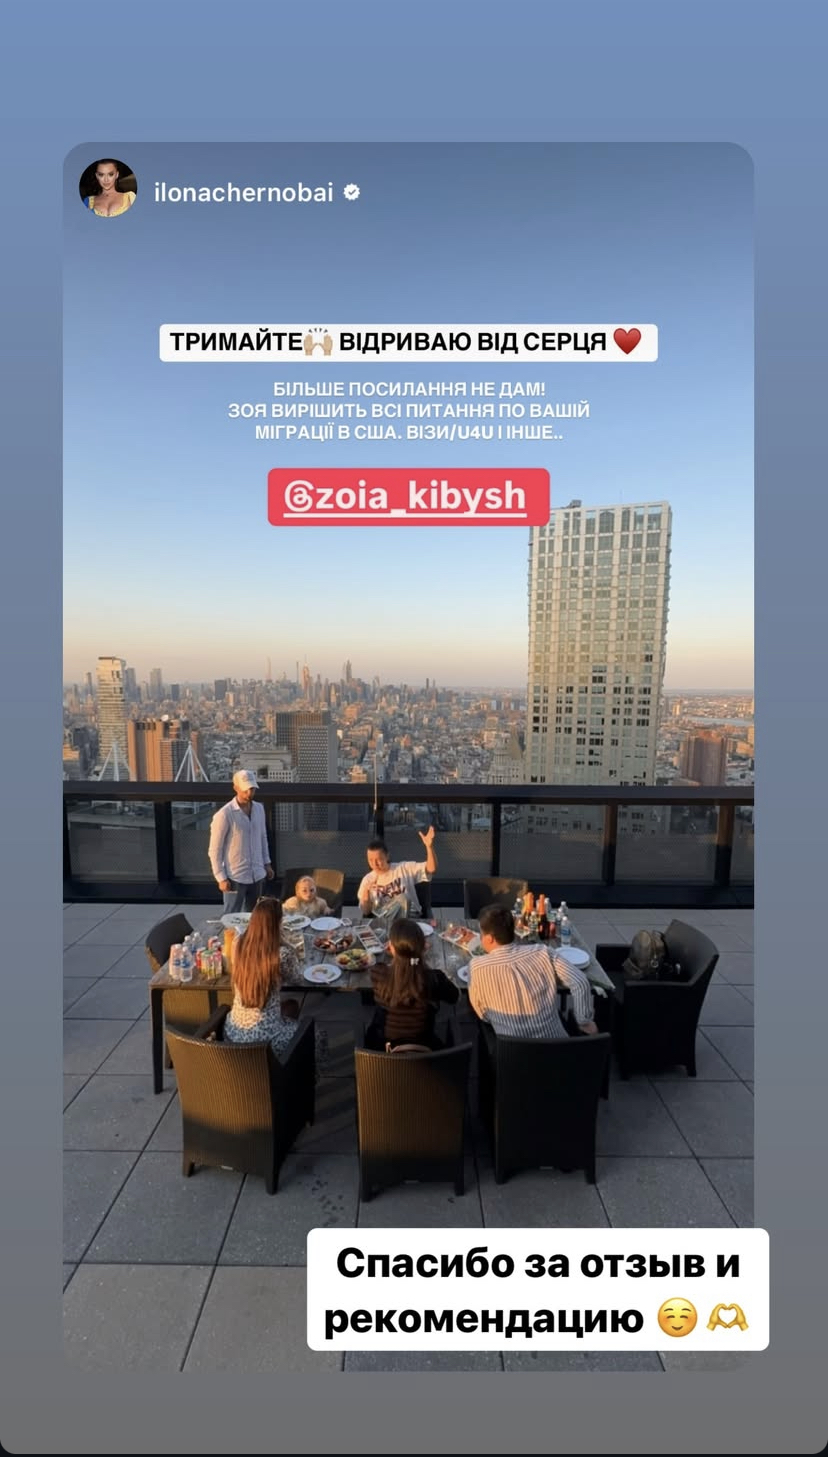 ilonachernobai
ТРИМАЙТЕ🙌🏼 ВІДРИВАЮ ВІД СЕРЦЯ ♥️
БІЛЬШЕ ПОСИЛАННЯ НЕ ДАМ!
ЗОЯ ВИРІШИТЬ ВСІ ПИТАННЯ ПО ВАШІЙ
МІГРАЦІЇ В США. ВІЗИ/U4U І ІНШЕ..
@zoia_kibysh
Спасибо за отзыв и
рекомендацию ☺️ 🫶